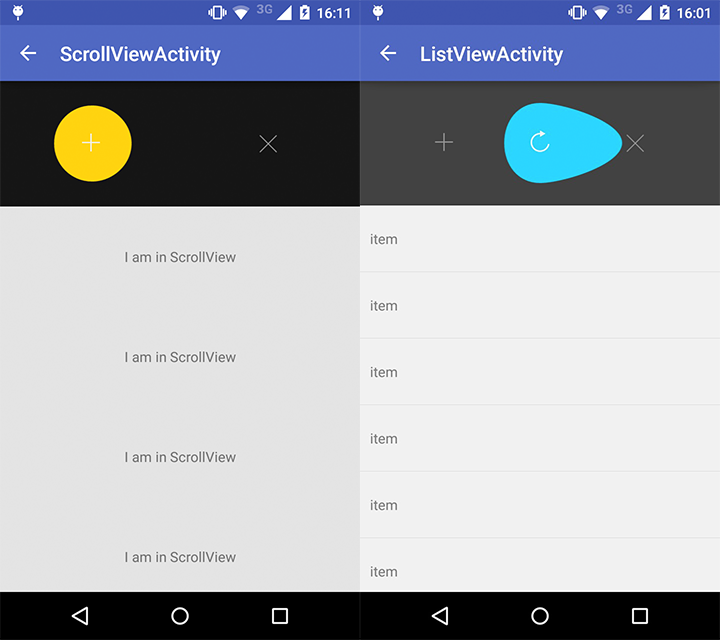 3G 16:11
ScrollViewActivity
I am in ScrollView
I am in ScrollView
I am in ScrollView
I am in ScrollView
3G 16:01
ListViewActivity
item
item
item
item
item
item